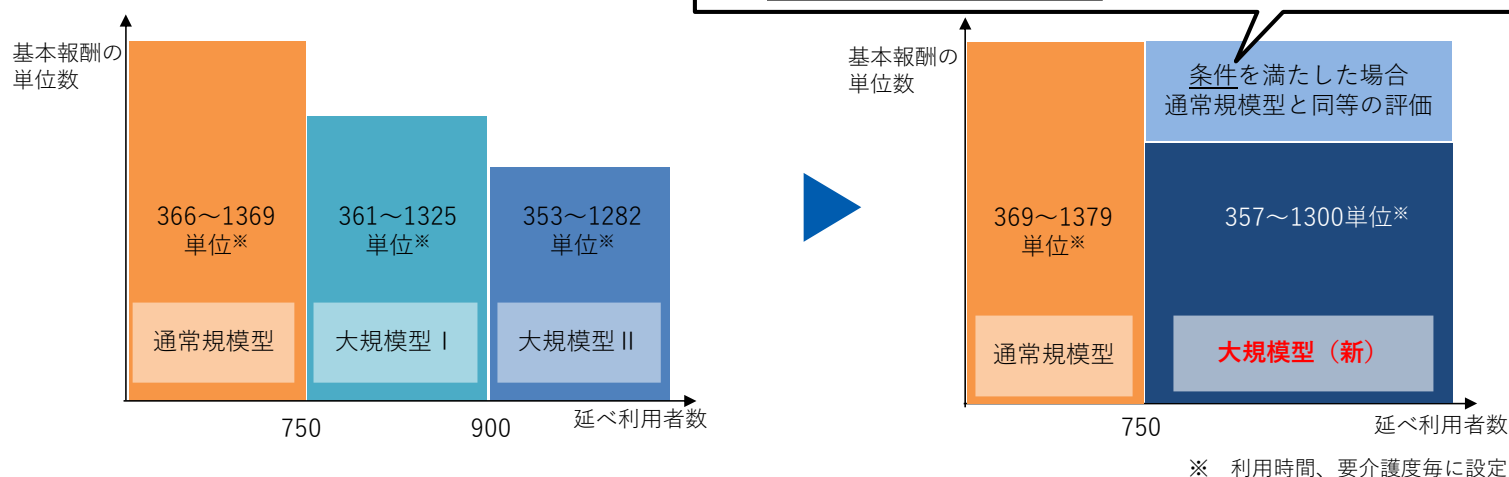 基本報酬の
単位数
366～1369
単位※
361～1325
単位※
353～1282
単位※
通常規模型
大規模型Ⅰ
大規模型Ⅱ
750
900
延べ利用者数
基本報酬の
単位数
条件を満たした場合
通常規模型と同等の評価
369～1379
単位※
357～1300単位※
通常規模型
大規模型（新）
750
延べ利用者数
※　利用時間、要介護度毎に設定